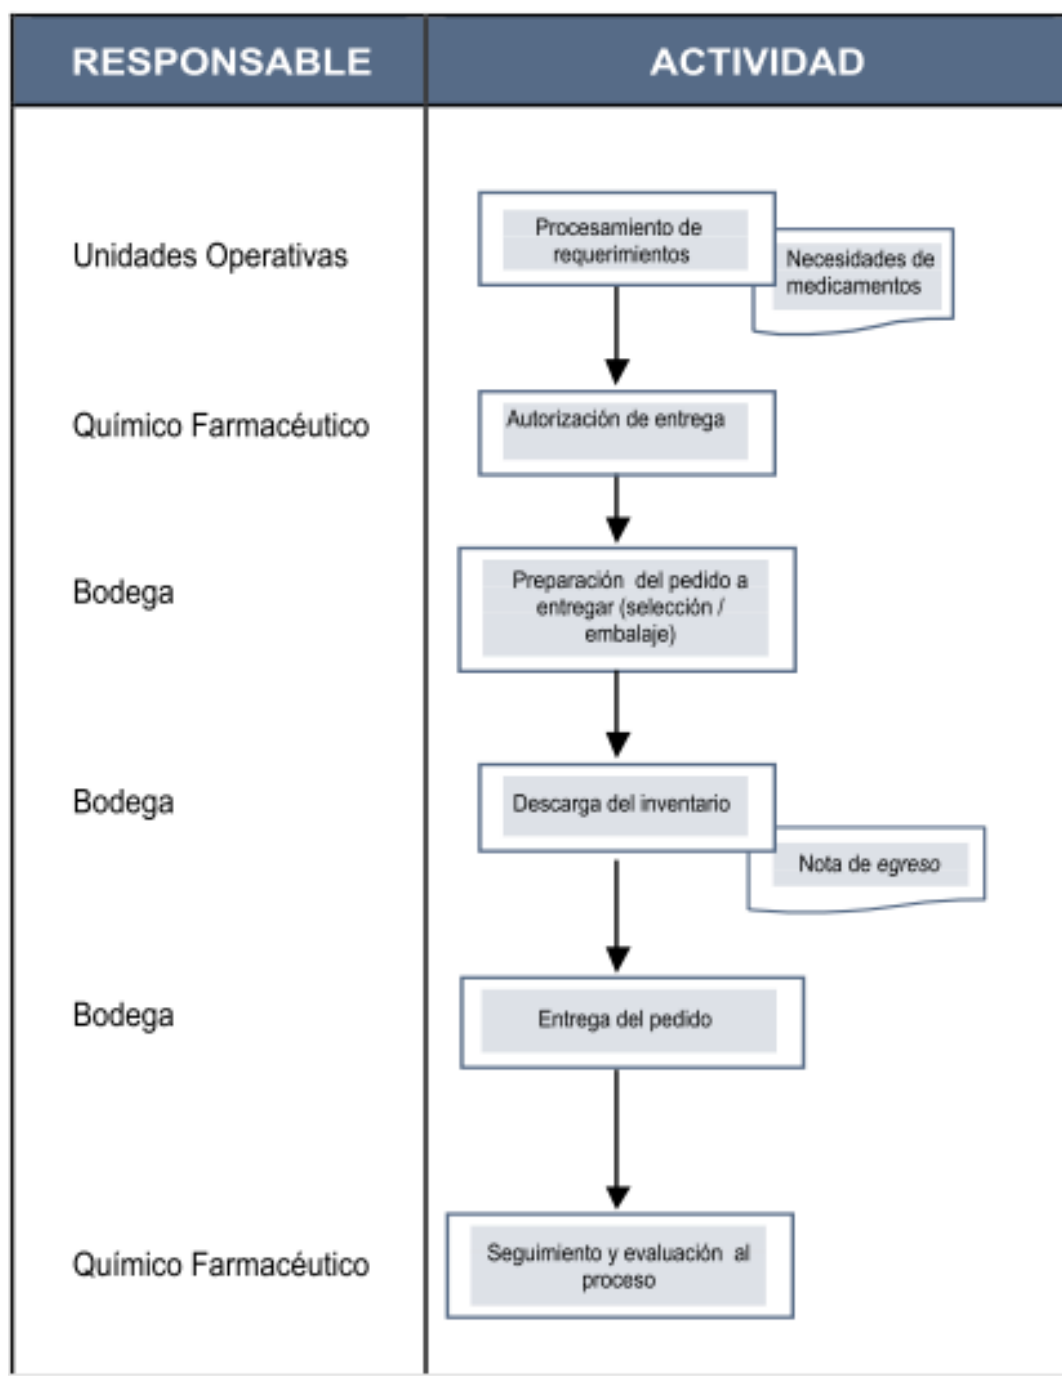 RESPONSABLE
ACTIVIDAD
Unidades Operativas
Procesamiento de
requerimientos
Necesidades de
medicamentos
Químico Farmacéutico
Autorización de entrega
Bodega
Preparación del pedido a
entregar (selección /
embalaje)
Bodega
Descarga del inventario
Nota de egreso
Bodega
Entrega del pedido
Químico Farmacéutico
Seguimiento y evaluación al
proceso